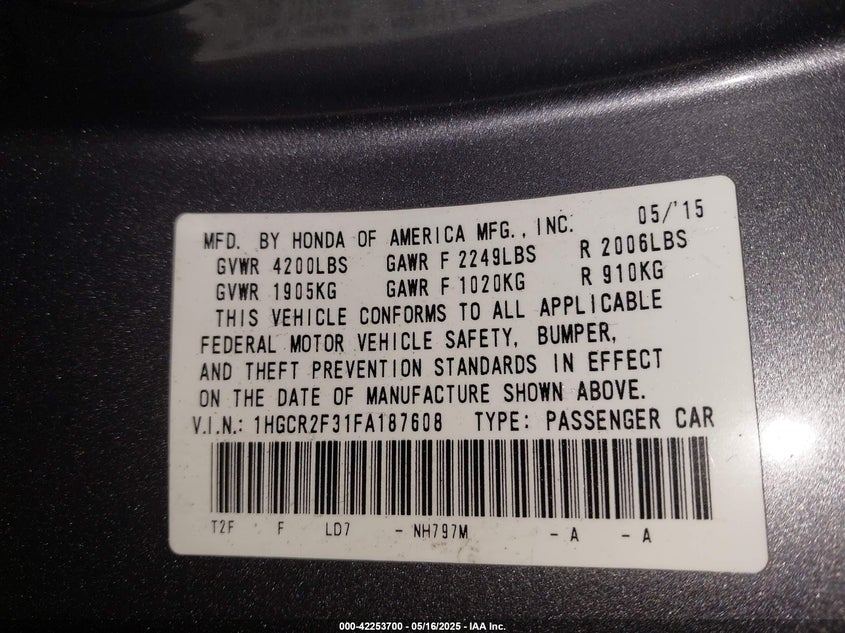 MFD. BY HONDA OF AMERICA MFG., INC. 05/'15
GVWR 4200LBS GAWR F 2249LBS R 2006LBS
GVWR 1905KG GAWR F 1020KG R 910KG
THIS VEHICLE CONFORMS TO ALL APPLICABLE
FEDERAL MOTOR VEHICLE SAFETY, BUMPER,
AND THEFT PREVENTION STANDARDS IN EFFECT
ON THE DATE OF MANUFACTURE SHOWN ABOVE.
V.I.N.: 1HGCR2F31FA187608 TYPE: PASSENGER CAR
T2F ' F LD7 - NH797M - A - A
000-42253700 - 05/16/2025 - IAA Inc.